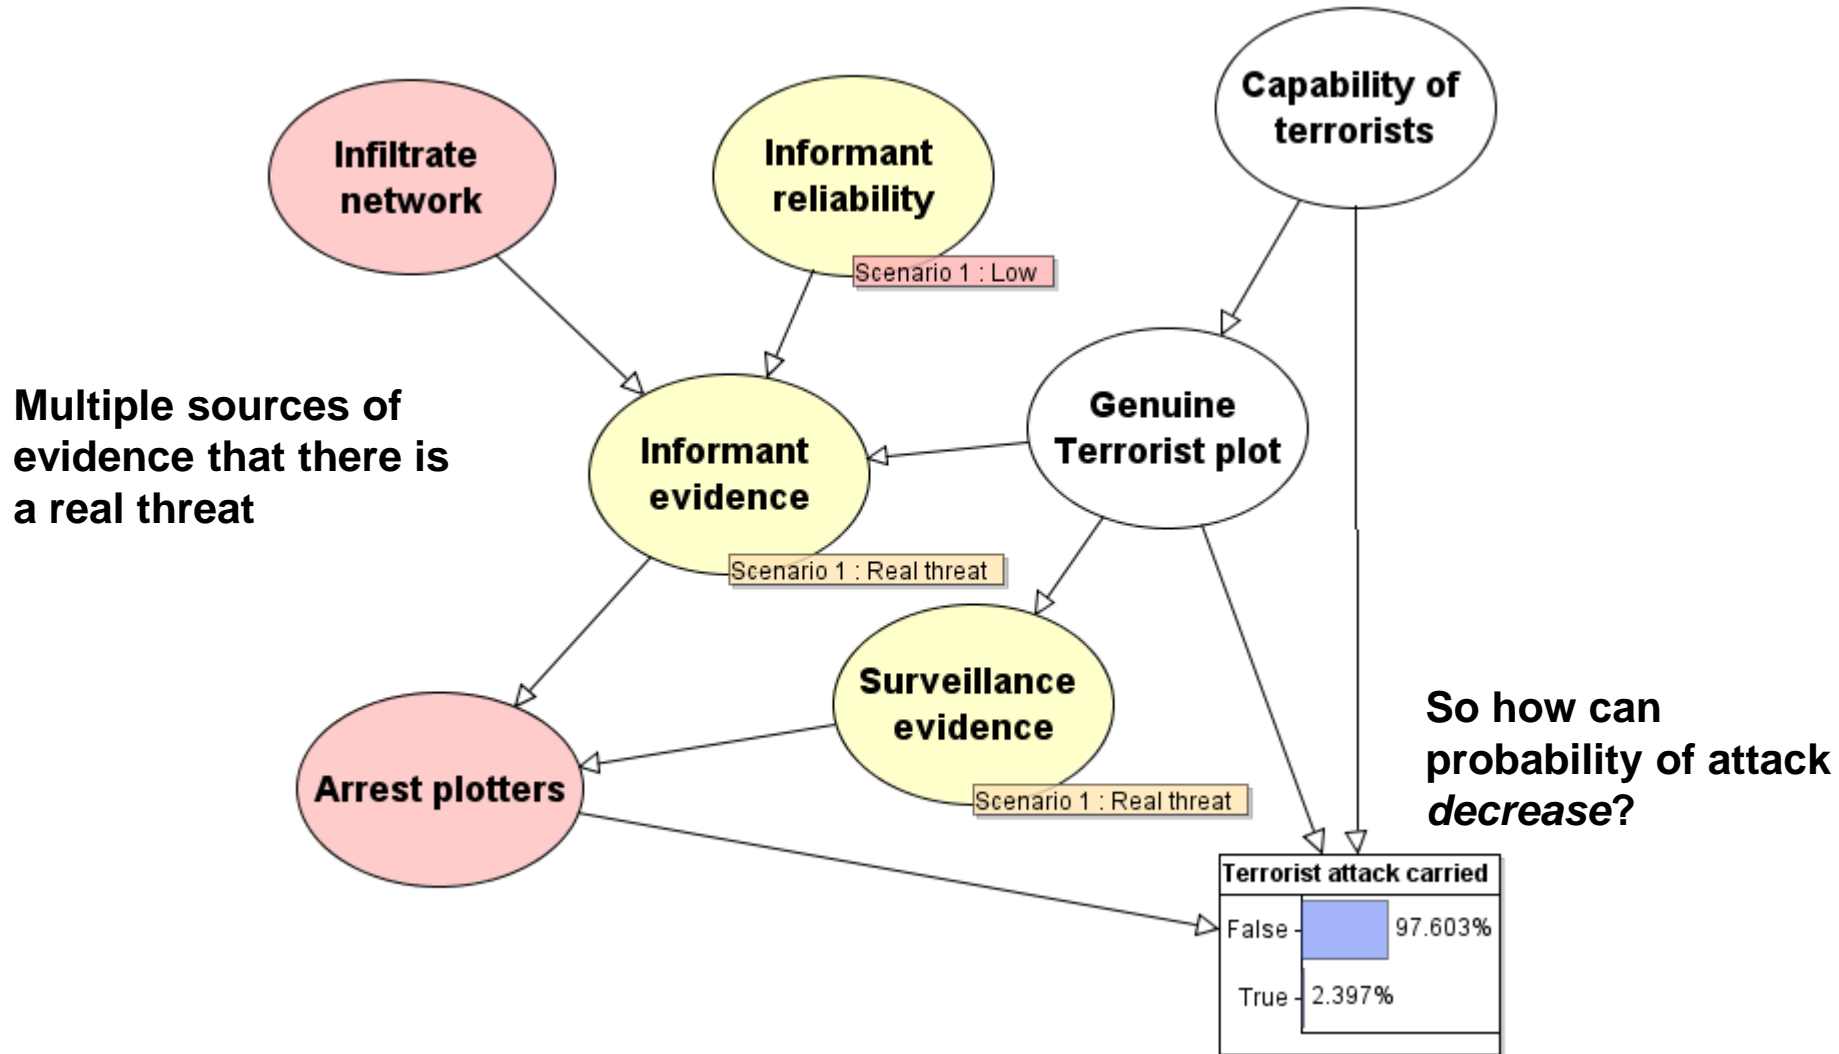 Capability of
terrorists
Infiltrate
network
Informant
reliability
Scenario 1 : Low
Multiple sources of
evidence that there is
a real threat
Genuine
Terrorist plot
Informant
evidence
Scenario 1 : Real threat
Surveillance
evidence
Scenario 1 : Real threat
Arrest plotters
So how can
probability of attack
decrease?
Terrorist attack carried
False 97.603%
True 2.397%